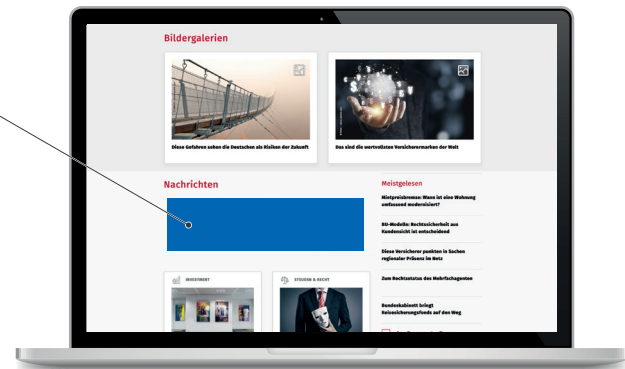 Bildergalerien
Diese Gefahren sehen die Deutschen als Risiken der Zukunft
Das sind die wertvollsten Versicherermarken der Welt
Nachrichten
INVESTMENT
STEUERN & RECHT
Meistgelesen
Mietpreisbremse: Wann ist eine Wohnung
umfassend modernisiert?
BU-Modelle: Rechtssicherheit aus
Kundensicht ist entscheidend
Diese Versicherer punkten in Sachen
regionaler Präsenz im Netz
Zum Rechtsstatus des Mehrfachagenten
Bundeskabinett bringt
Reisesicherungsfonds auf den Weg